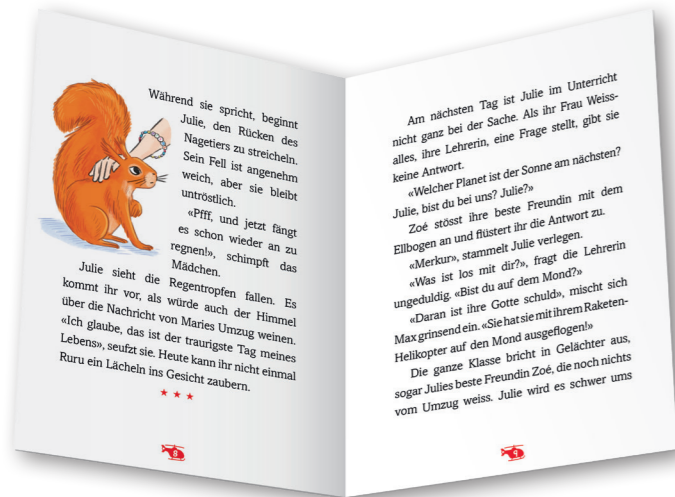 Während sie spricht, beginnt
Julie, den Rücken des
Nagetiers zu streicheln.
Sein Fell ist angenehm
weich, aber sie bleibt
untröstlich.
«Pfff, und jetzt fängt
es schon wieder an zu
regnen!», schimpft das
Mädchen.
Julie sieht die Regentropfen fallen. Es
kommt ihr vor, als würde auch der Himmel
über die Nachricht von Maries Umzug weinen.
«Ich glaube, das ist der traurigste Tag meines
Lebens», seufzt sie. Heute kann ihr nicht einmal
Ruru ein Lächeln ins Gesicht zaubern.
★ ★ ★
8
Am nächsten Tag ist Julie im Unterricht
nicht ganz bei der Sache. Als ihr Frau Weiss-
alles, ihre Lehrerin, eine Frage stellt, gibt sie
keine Antwort.
«Welcher Planet ist der Sonne am nächsten?
Julie, bist du bei uns? Julie?»
Zoé stösst ihre beste Freundin mit dem
Ellbogen an und flüstert ihr die Antwort zu.
«Merkur», stammelt Julie verlegen.
«Was ist los mit dir?», fragt die Lehrerin
ungeduldig. «Bist du auf dem Mond?»
«Daran ist ihre Gotte schuld», mischt sich
Max grinsend ein. «Sie hat sie mit ihrem Raketen-
Helikopter auf den Mond ausgeflogen!»
Die ganze Klasse bricht in Gelächter aus,
sogar Julies beste Freundin Zoé, die noch nichts
vom Umzug weiss. Julie wird es schwer ums
9